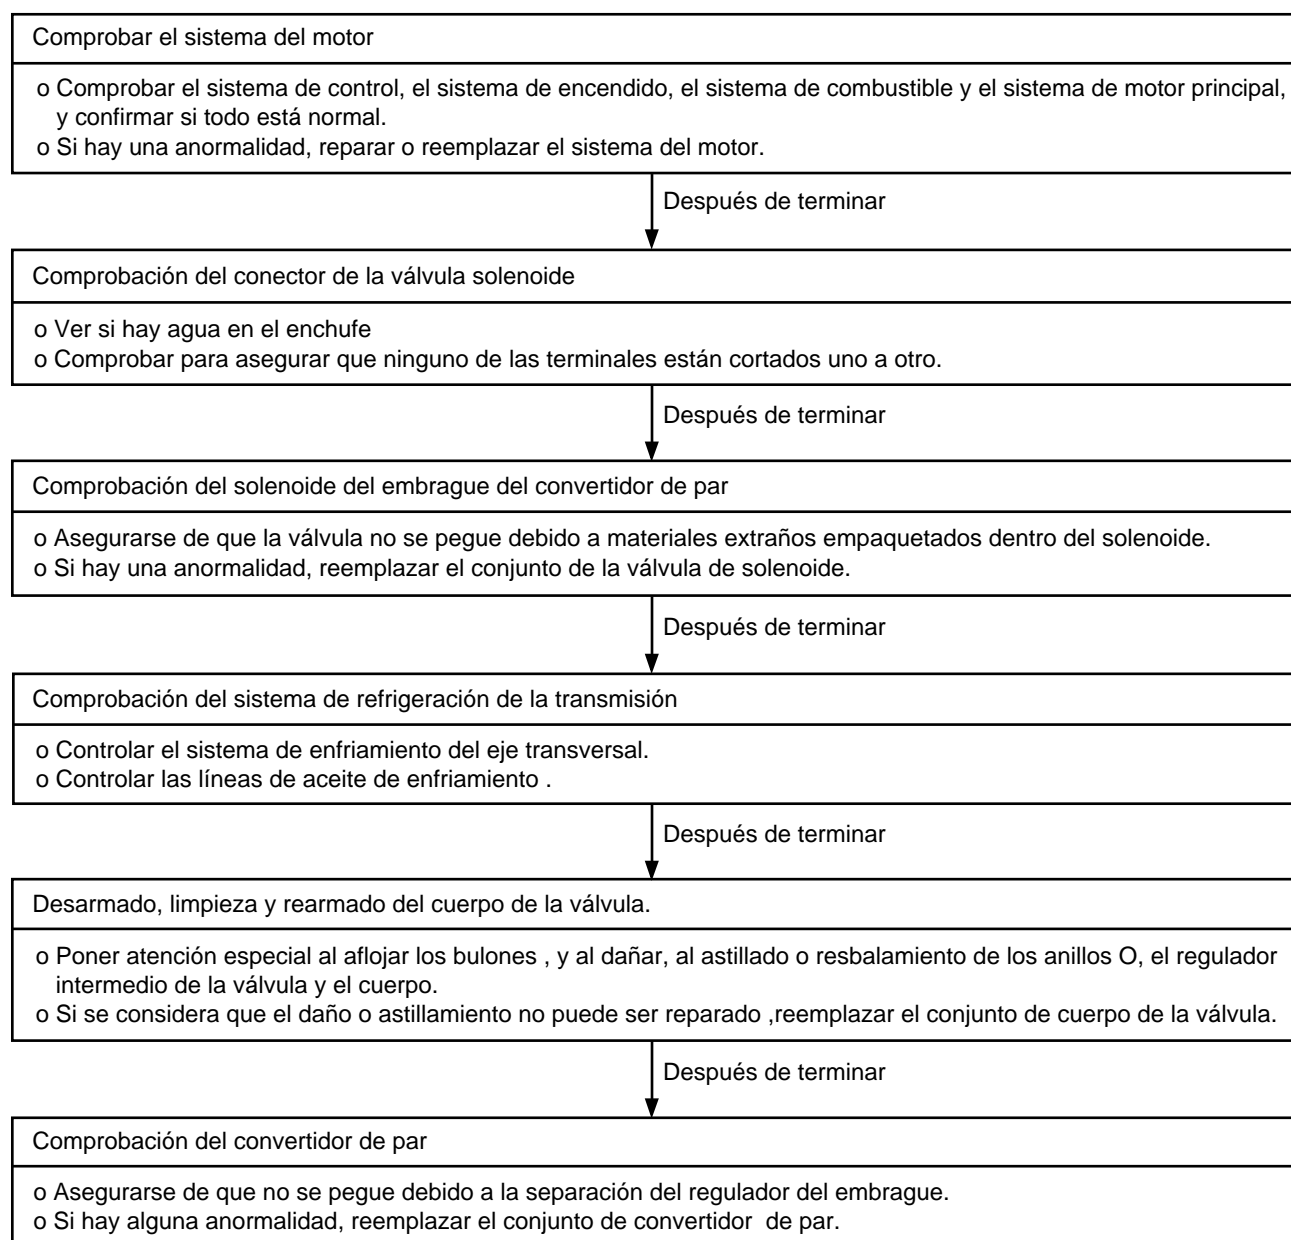 Comprobar el sistema del motor
o Comprobar el sistema de control, el sistema de encendido, el sistema de combustible y el sistema de motor principal,
y confirmar si todo está normal.
o Si hay una anormalidad, reparar o reemplazar el sistema del motor.
Después de terminar
Comprobación del conector de la válvula solenoide
o Ver si hay agua en el enchufe
o Comprobar para asegurar que ninguno de las terminales están cortados uno a otro.
Después de terminar
Comprobación del solenoide del embrague del convertidor de par
o Asegurarse de que la válvula no se pegue debido a materiales extraños empaquetados dentro del solenoide.
o Si hay una anormalidad, reemplazar el conjunto de la válvula de solenoide.
Después de terminar
Comprobación del sistema de refrigeración de la transmisión
o Controlar el sistema de enfriamiento del eje transversal.
o Controlar las líneas de aceite de enfriamiento .
Después de terminar
Desarmado, limpieza y rearmado del cuerpo de la válvula.
o Poner atención especial al aflojar los bulones , y al dañar, al astillado o resbalamiento de los anillos O, el regulador
intermedio de la válvula y el cuerpo.
o Si se considera que el daño o astillamiento no puede ser reparado ,reemplazar el conjunto de cuerpo de la válvula.
Después de terminar
Comprobación del convertidor de par
o Asegurarse de que no se pegue debido a la separación del regulador del embrague.
o Si hay alguna anormalidad, reemplazar el conjunto de convertidor  de par.